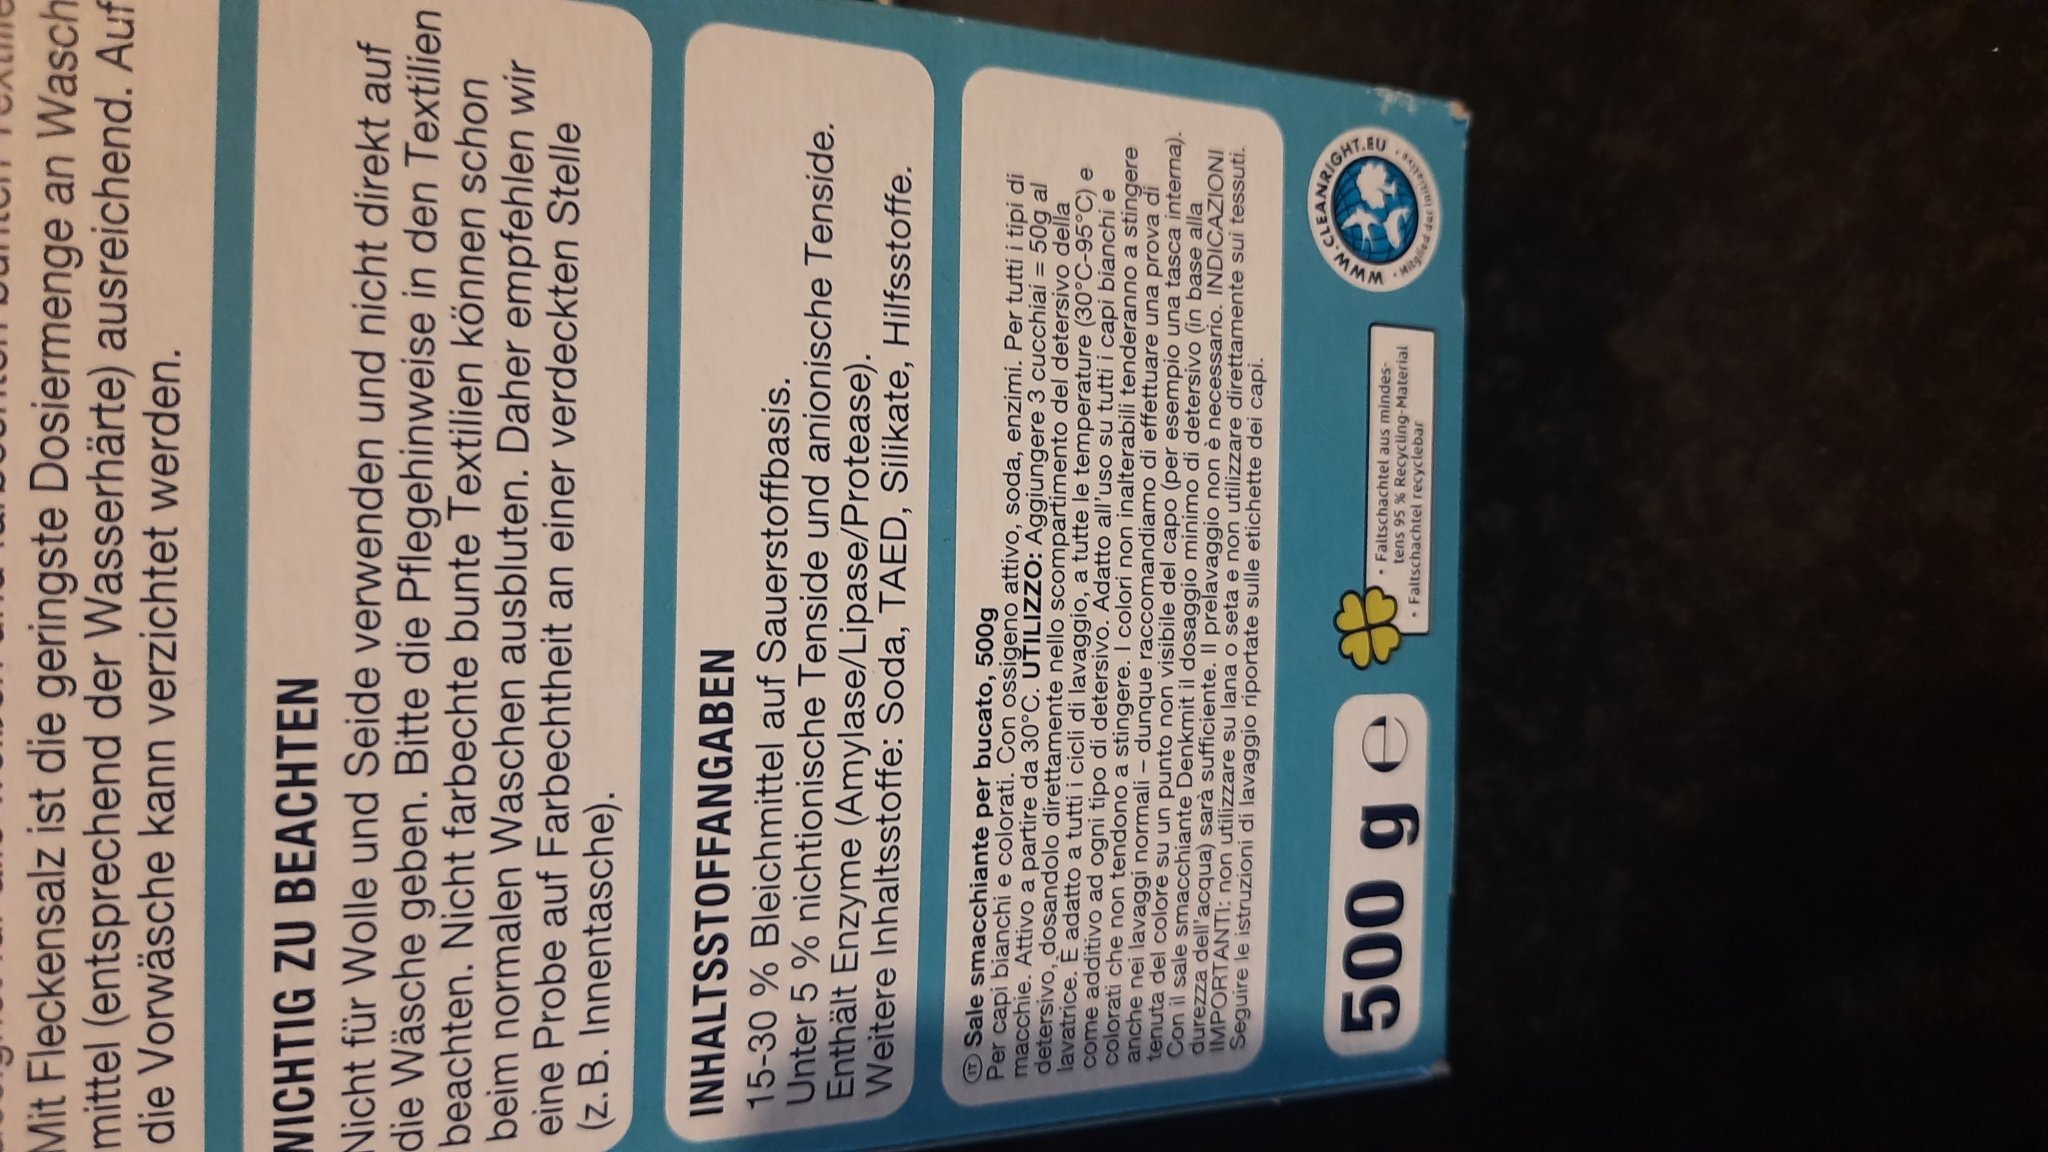 Mit Fleckensalz ist die geringste Dosiermenge an Wasch
mittel (entsprechend der Wasserhärte) ausreichend. Auf
die Vorwäsche kann verzichtet werden.
WICHTIG ZU BEACHTEN
Nicht für Wolle und Seide verwenden und nicht direkt auf
die Wäsche geben. Bitte die Pflegehinweise in den Textilien
beachten. Nicht farbechte bunte Textilien können schon
beim normalen Waschen ausbluten. Daher empfehlen wir
eine Probe auf Farbechtheit an einer verdeckten Stelle
(z. B. Innentasche).
INHALTSSTOFFANGABEN
15-30 % Bleichmittel auf Sauerstoffbasis.
Unter 5 % nichtionische Tenside und anionische Tenside.
Enthält Enzyme (Amylase/Lipase/Protease).
Weitere Inhaltsstoffe: Soda, TAED, Silikate, Hilfsstoffe.
IT Sale smacchiante per bucato, 500g
Per capi bianchi e colorati. Con ossigeno attivo, soda, enzimi. Per tutti i tipi di
macchie. Attivo a partire da 30°C. UTILIZZO: Aggiungere 3 cucchiai = 50g al
detersivo, dosandolo direttamente nello scompartimento del detersivo della
lavatrice. È adatto a tutti i cicli di lavaggio, a tutte le temperature (30°C-95°C) e
come additivo ad ogni tipo di detersivo. Adatto all'uso su tutti i capi bianchi e
colorati che non tendono a stingere. I colori non inalterabili tenderanno a stingere
anche nei lavaggi normali – dunque raccomandiamo di effettuare una prova di
tenuta del colore su un punto non visibile del capo (per esempio una tasca interna).
Con il sale smacchiante Denkmit il dosaggio minimo di detersivo (in base alla
durezza dell'acqua) sarà sufficiente. Il prelavaggio non è necessario. INDICAZIONI
IMPORTANTI: non utilizzare su lana o seta e non utilizzare direttamente sui tessuti.
Seguire le istruzioni di lavaggio riportate sulle etichette dei capi.
500 g ℮
• Faltschachtel aus mindes-
tens 95 % Recycling-Material
• Faltschachtel recyclebar
WWW.CLEANRIGHT.EU
• Mitglied der Initiative